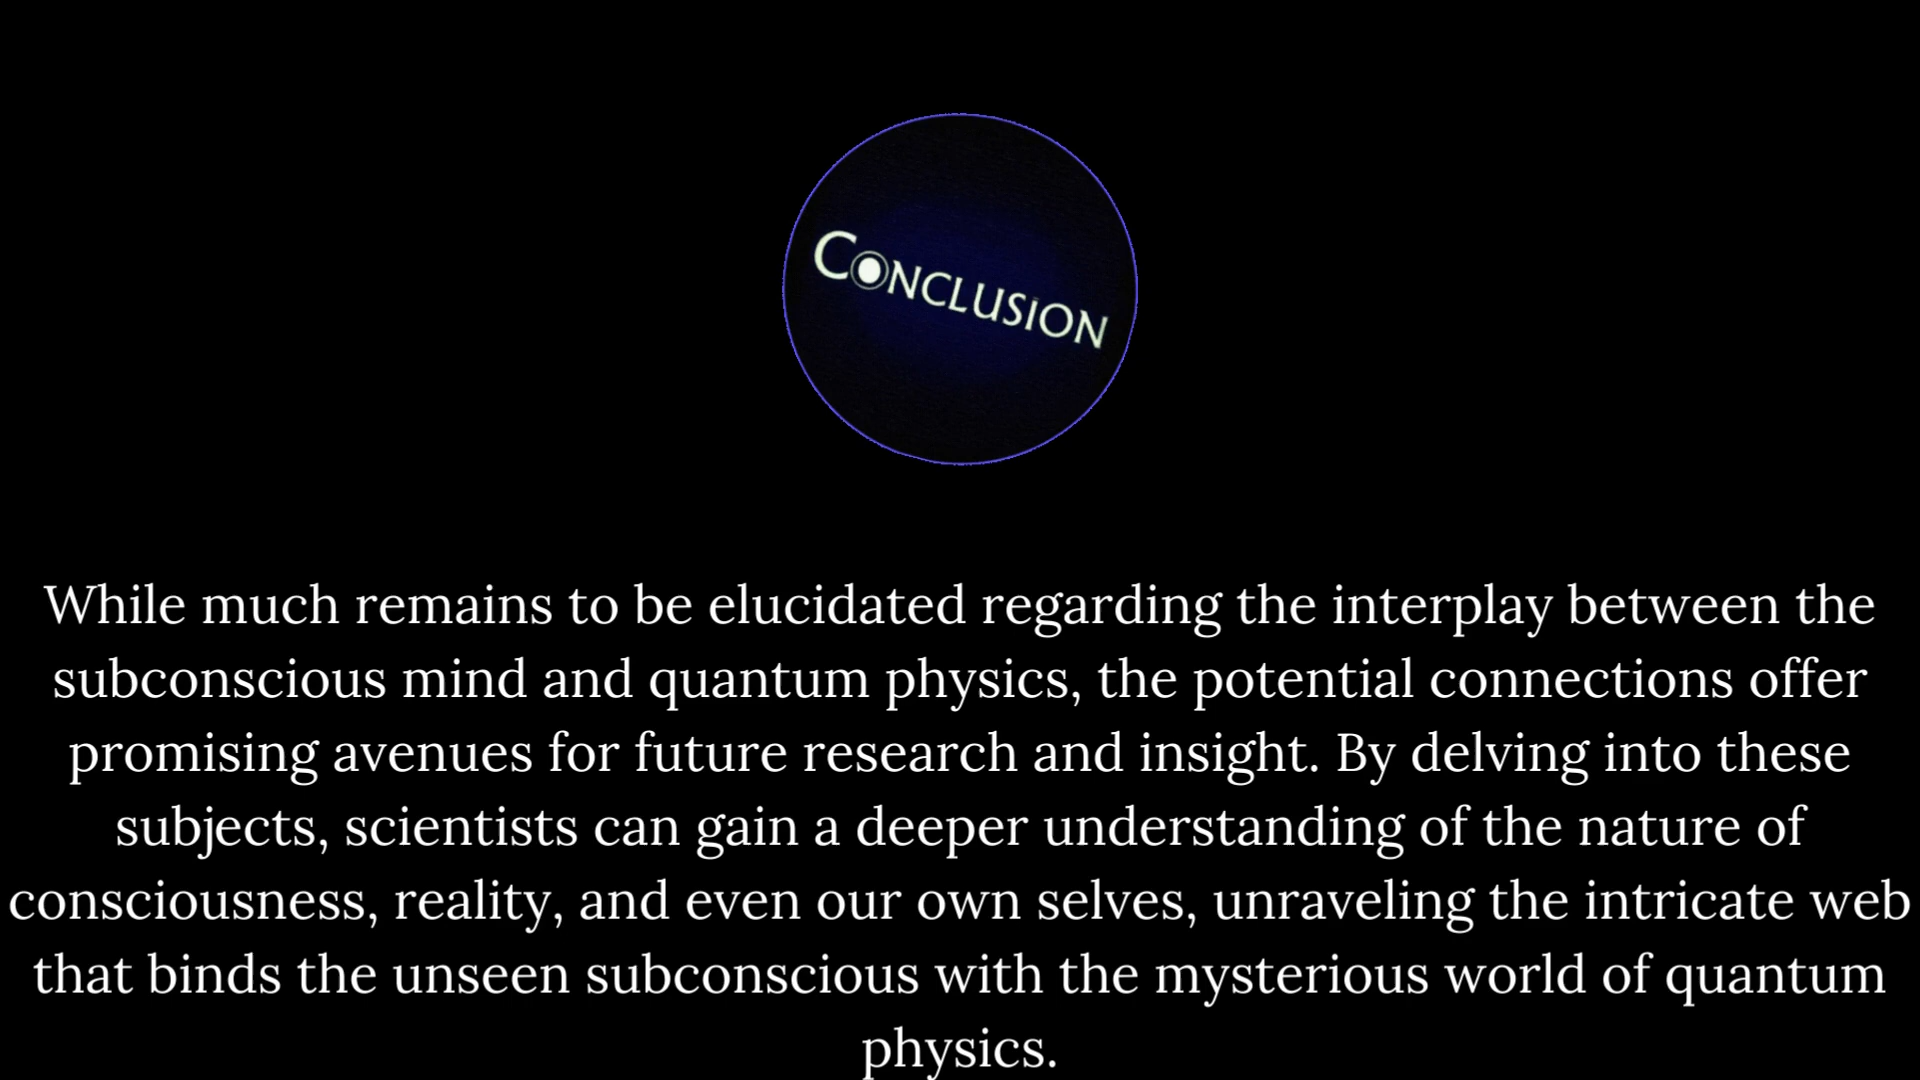 CONCLUSION
While much remains to be elucidated regarding the interplay between the
subconscious mind and quantum physics, the potential connections offer
promising avenues for future research and insight. By delving into these
subjects, scientists can gain a deeper understanding of the nature of
consciousness, reality, and even our own selves, unraveling the intricate web
that binds the unseen subconscious with the mysterious world of quantum
physics.